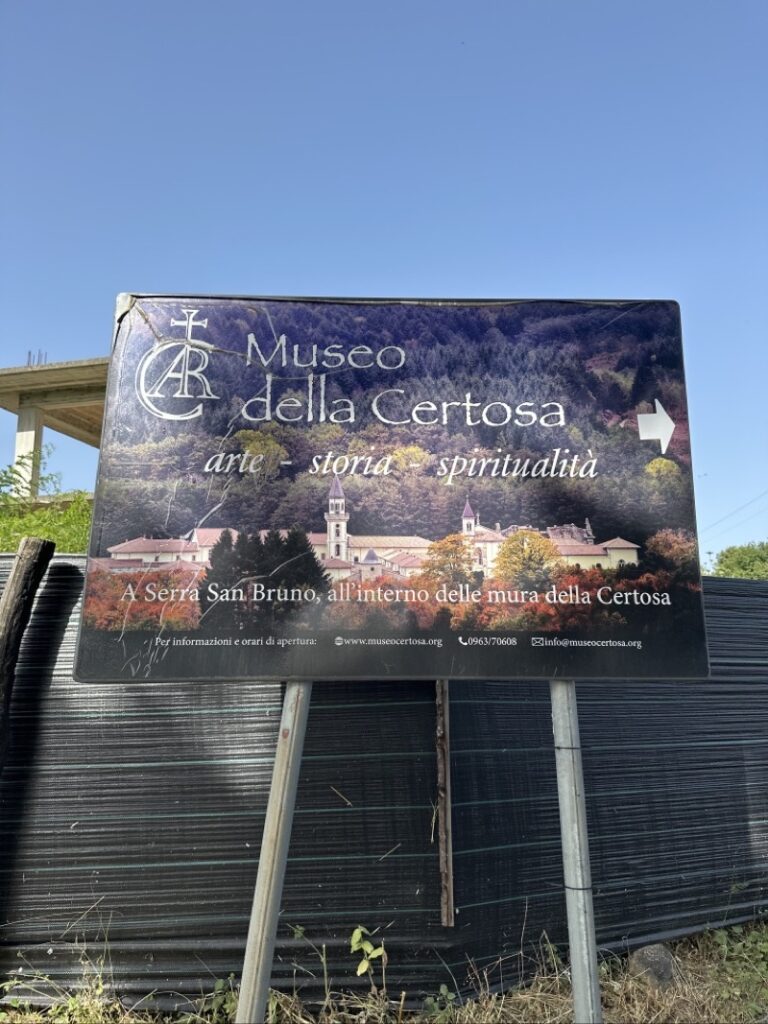 CAR
Museo
della Certosa
arte - storia - spiritualità
A Serra San Bruno, all'interno delle mura della Certosa
Per informazioni e orari di apertura: www.museocertosa.org 0963/70608 info@museocertosa.org